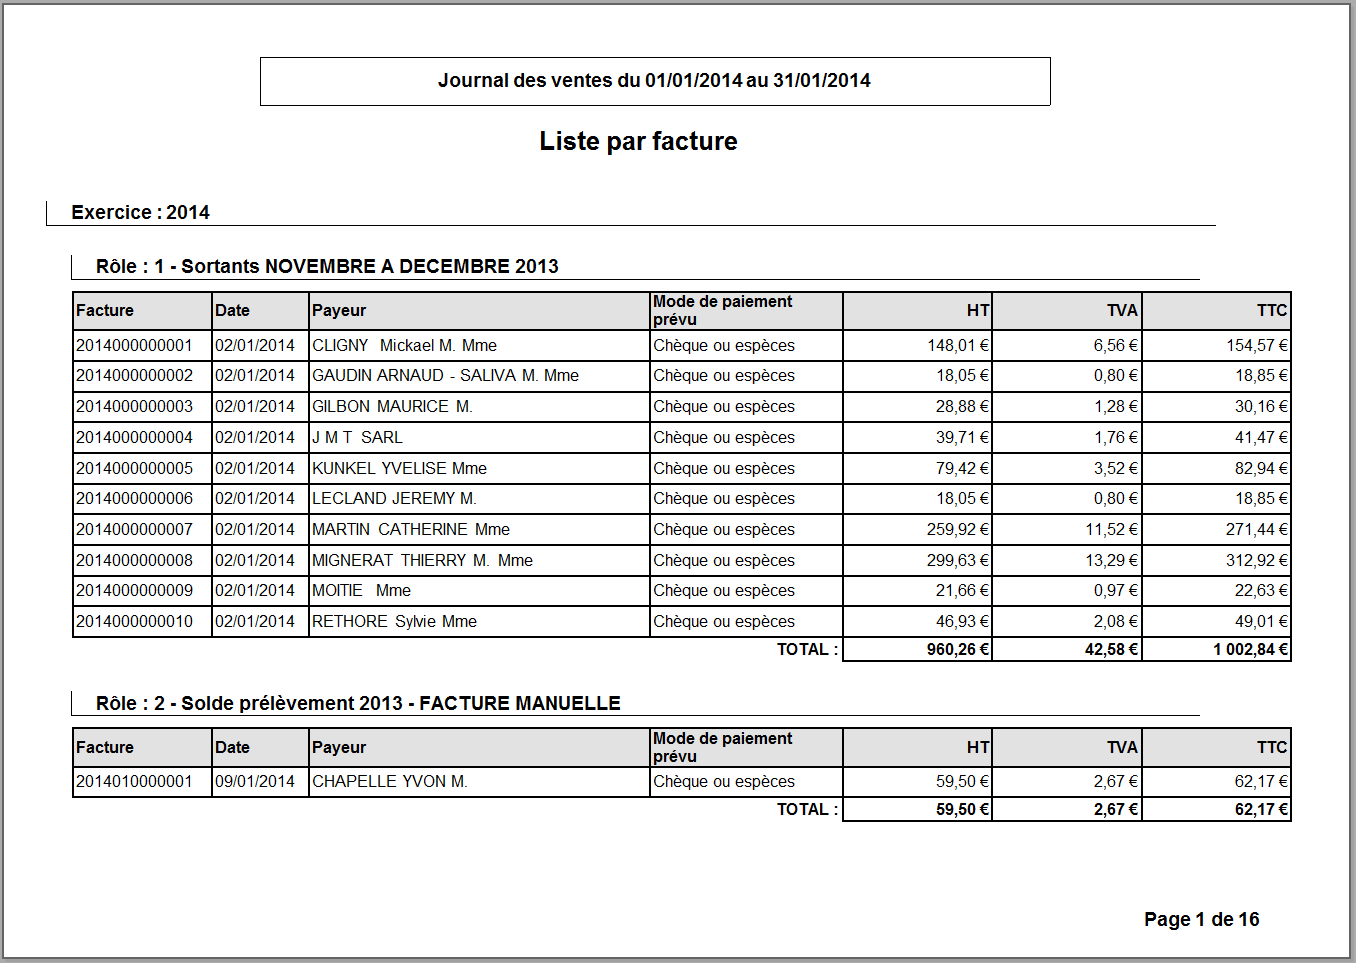 Journal des ventes du 01/01/2014 au 31/01/2014
Liste par facture
Exercice : 2014
Rôle : 1 - Sortants NOVEMBRE A DECEMBRE 2013
Facture Date Payeur Mode de paiement prévu HT TVA TTC
2014000000001 02/01/2014 CLIGNY Mickael M. Mme Chèque ou espèces 148,01 € 6,56 € 154,57 €
2014000000002 02/01/2014 GAUDIN ARNAUD - SALIVA M. Mme Chèque ou espèces 18,05 € 0,80 € 18,85 €
2014000000003 02/01/2014 GILBON MAURICE M. Chèque ou espèces 28,88 € 1,28 € 30,16 €
2014000000004 02/01/2014 J M T SARL Chèque ou espèces 39,71 € 1,76 € 41,47 €
2014000000005 02/01/2014 KUNKEL YVELISE Mme Chèque ou espèces 79,42 € 3,52 € 82,94 €
2014000000006 02/01/2014 LECLAND JEREMY M. Chèque ou espèces 18,05 € 0,80 € 18,85 €
2014000000007 02/01/2014 MARTIN CATHERINE Mme Chèque ou espèces 259,92 € 11,52 € 271,44 €
2014000000008 02/01/2014 MIGNERAT THIERRY M. Mme Chèque ou espèces 299,63 € 13,29 € 312,92 €
2014000000009 02/01/2014 MOITIE Mme Chèque ou espèces 21,66 € 0,97 € 22,63 €
2014000000010 02/01/2014 RETHORE Sylvie Mme Chèque ou espèces 46,93 € 2,08 € 49,01 €
TOTAL : 960,26 € 42,58 € 1 002,84 €
Rôle : 2 - Solde prélèvement 2013 - FACTURE MANUELLE
Facture Date Payeur Mode de paiement prévu HT TVA TTC
2014010000001 09/01/2014 CHAPELLE YVON M. Chèque ou espèces 59,50 € 2,67 € 62,17 €
TOTAL : 59,50 € 2,67 € 62,17 €
Page 1 de 16